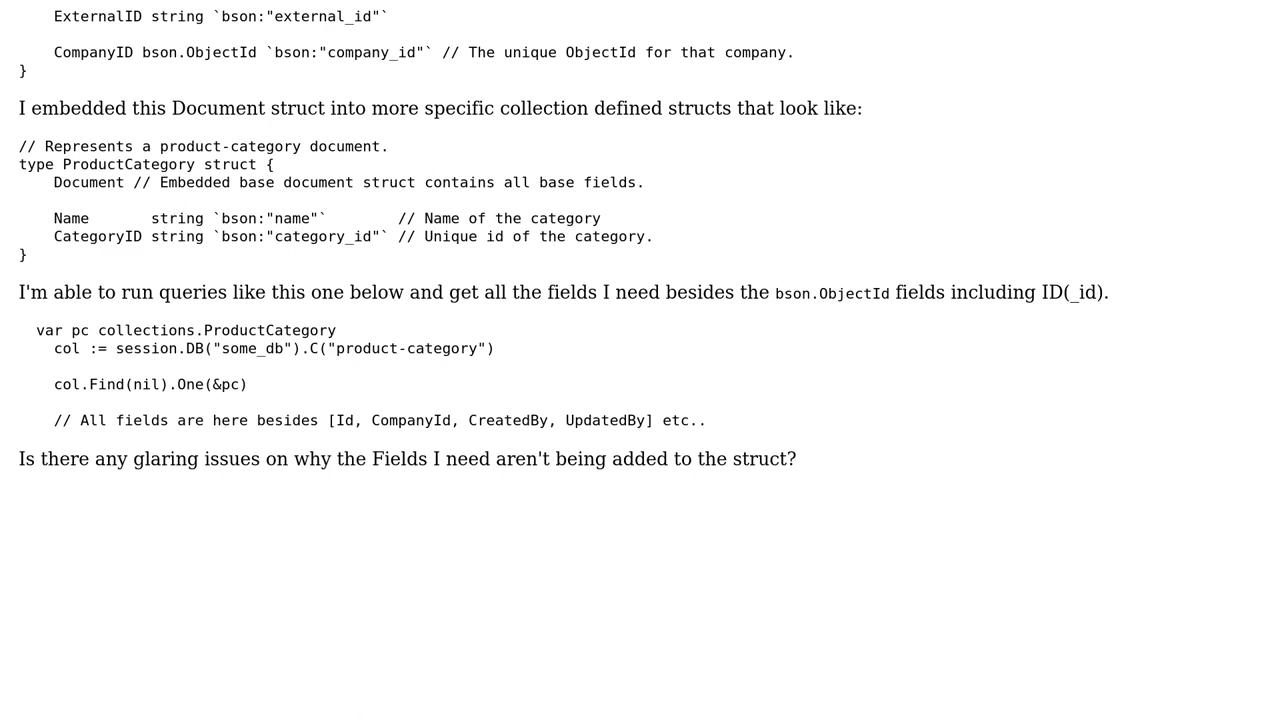 ExternalID string `bson:"external_id"`

    CompanyID bson.ObjectId `bson:"company_id"` // The unique ObjectId for that company.
}
I embedded this Document struct into more specific collection defined structs that look like:
// Represents a product-category document.
type ProductCategory struct {
    Document // Embedded base document struct contains all base fields.

    Name       string `bson:"name"`        // Name of the category
    CategoryID string `bson:"category_id"` // Unique id of the category.
}
I'm able to run queries like this one below and get all the fields I need besides the bson.ObjectId fields including ID(_id).
  var pc collections.ProductCategory
    col := session.DB("some_db").C("product-category")

    col.Find(nil).One(&pc)

    // All fields are here besides [Id, CompanyId, CreatedBy, UpdatedBy] etc..
Is there any glaring issues on why the Fields I need aren't being added to the struct?